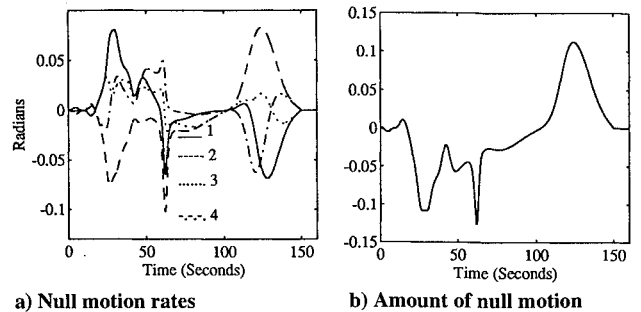 a)
0.05
0
-0.05
-0.1
Radians
1
2
3
4
0 50 100 150
Time (Seconds)
a) Null motion rates
b)
0.15
0.1
0.05
0
-0.05
-0.1
-0.15
0 50 100 150
Time (Seconds)
b) Amount of null motion